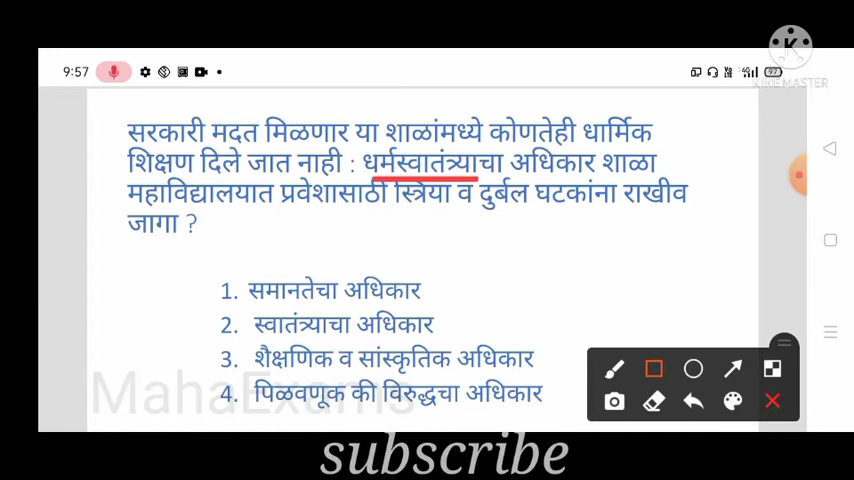 9:57
97
KINEMASTER
सरकारी मदत मिळणार या शाळांमध्ये कोणतेही धार्मिक
शिक्षण दिले जात नाही : धर्मस्वातंत्र्याचा अधिकार शाळा
महाविद्यालयात प्रवेशासाठी स्त्रिया व दुर्बल घटकांना राखीव
जागा ?
1. समानतेचा अधिकार
2. स्वातंत्र्याचा अधिकार
3. शैक्षणिक व सांस्कृतिक अधिकार
4. पिळवणूक की विरुद्धचा अधिकार
MahaExams
subscribe